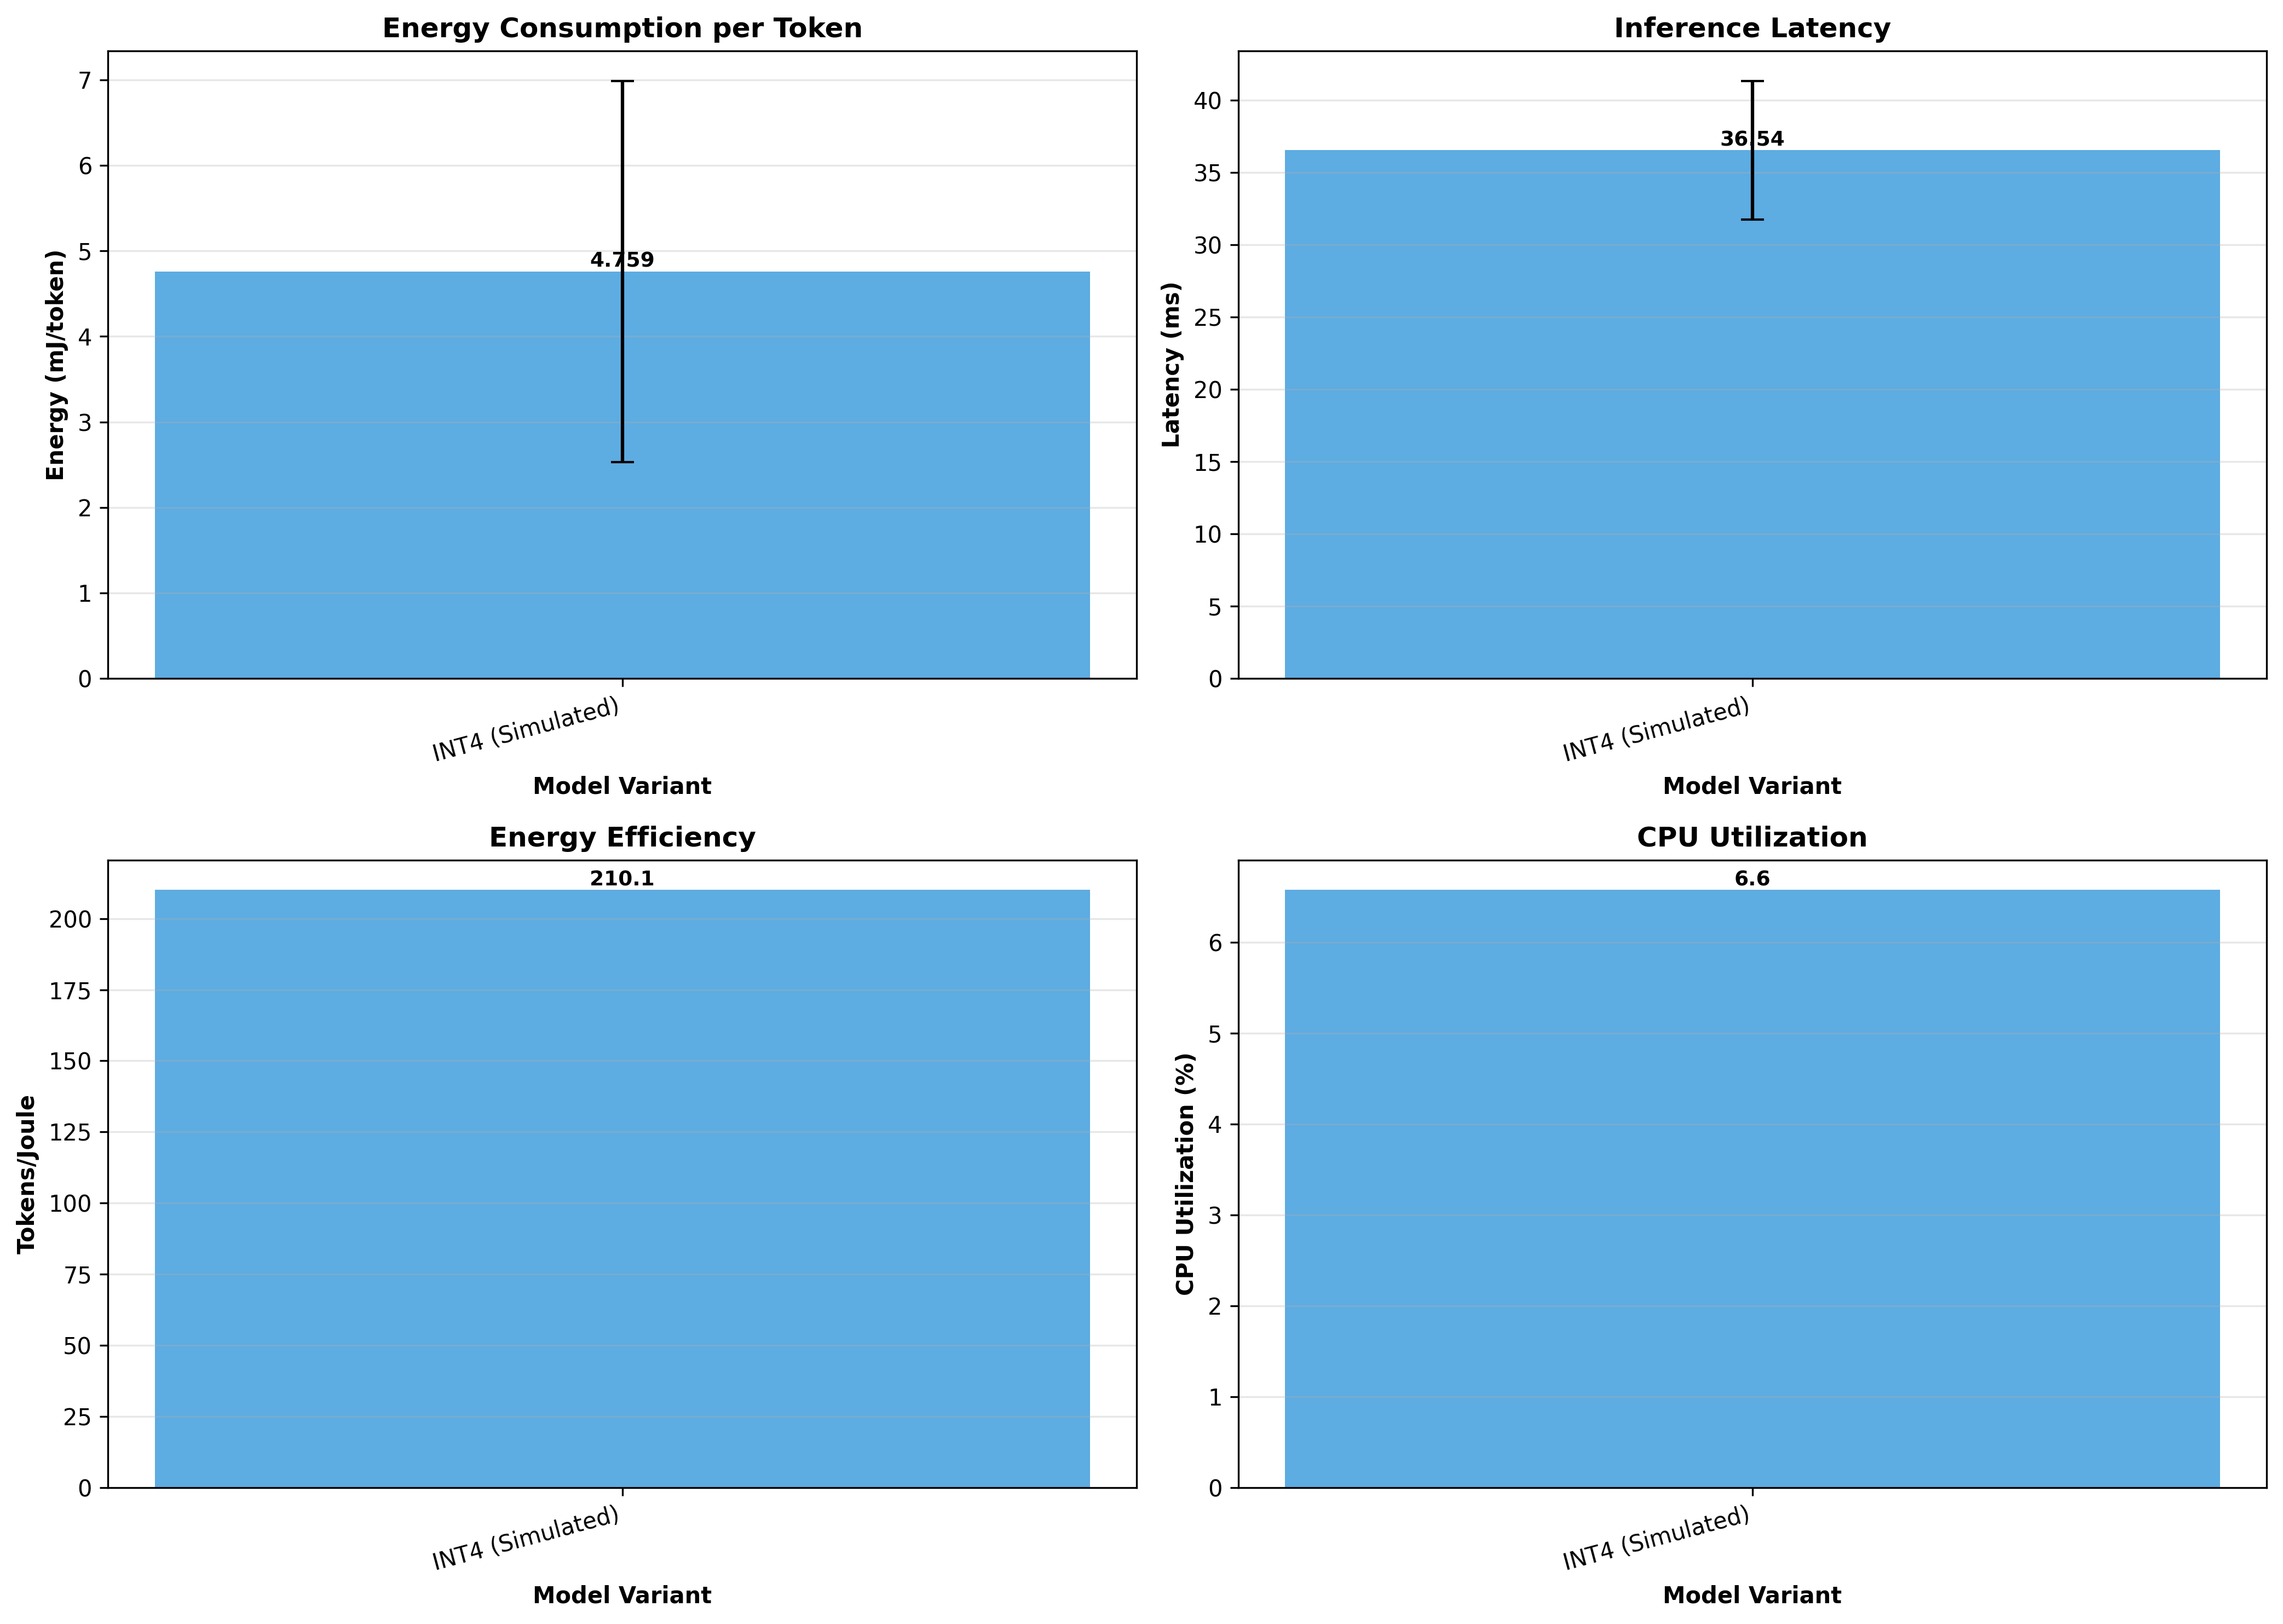 Energy Consumption per Token
Energy (mJ/token)
7
6
5
4
3
2
1
0
4.759
INT4 (Simulated)
Model Variant
Inference Latency
Latency (ms)
40
35
30
25
20
15
10
5
0
36.54
INT4 (Simulated)
Model Variant
Energy Efficiency
Tokens/Joule
200
175
150
125
100
75
50
25
0
210.1
INT4 (Simulated)
Model Variant
CPU Utilization
CPU Utilization (%)
6
5
4
3
2
1
0
6.6
INT4 (Simulated)
Model Variant